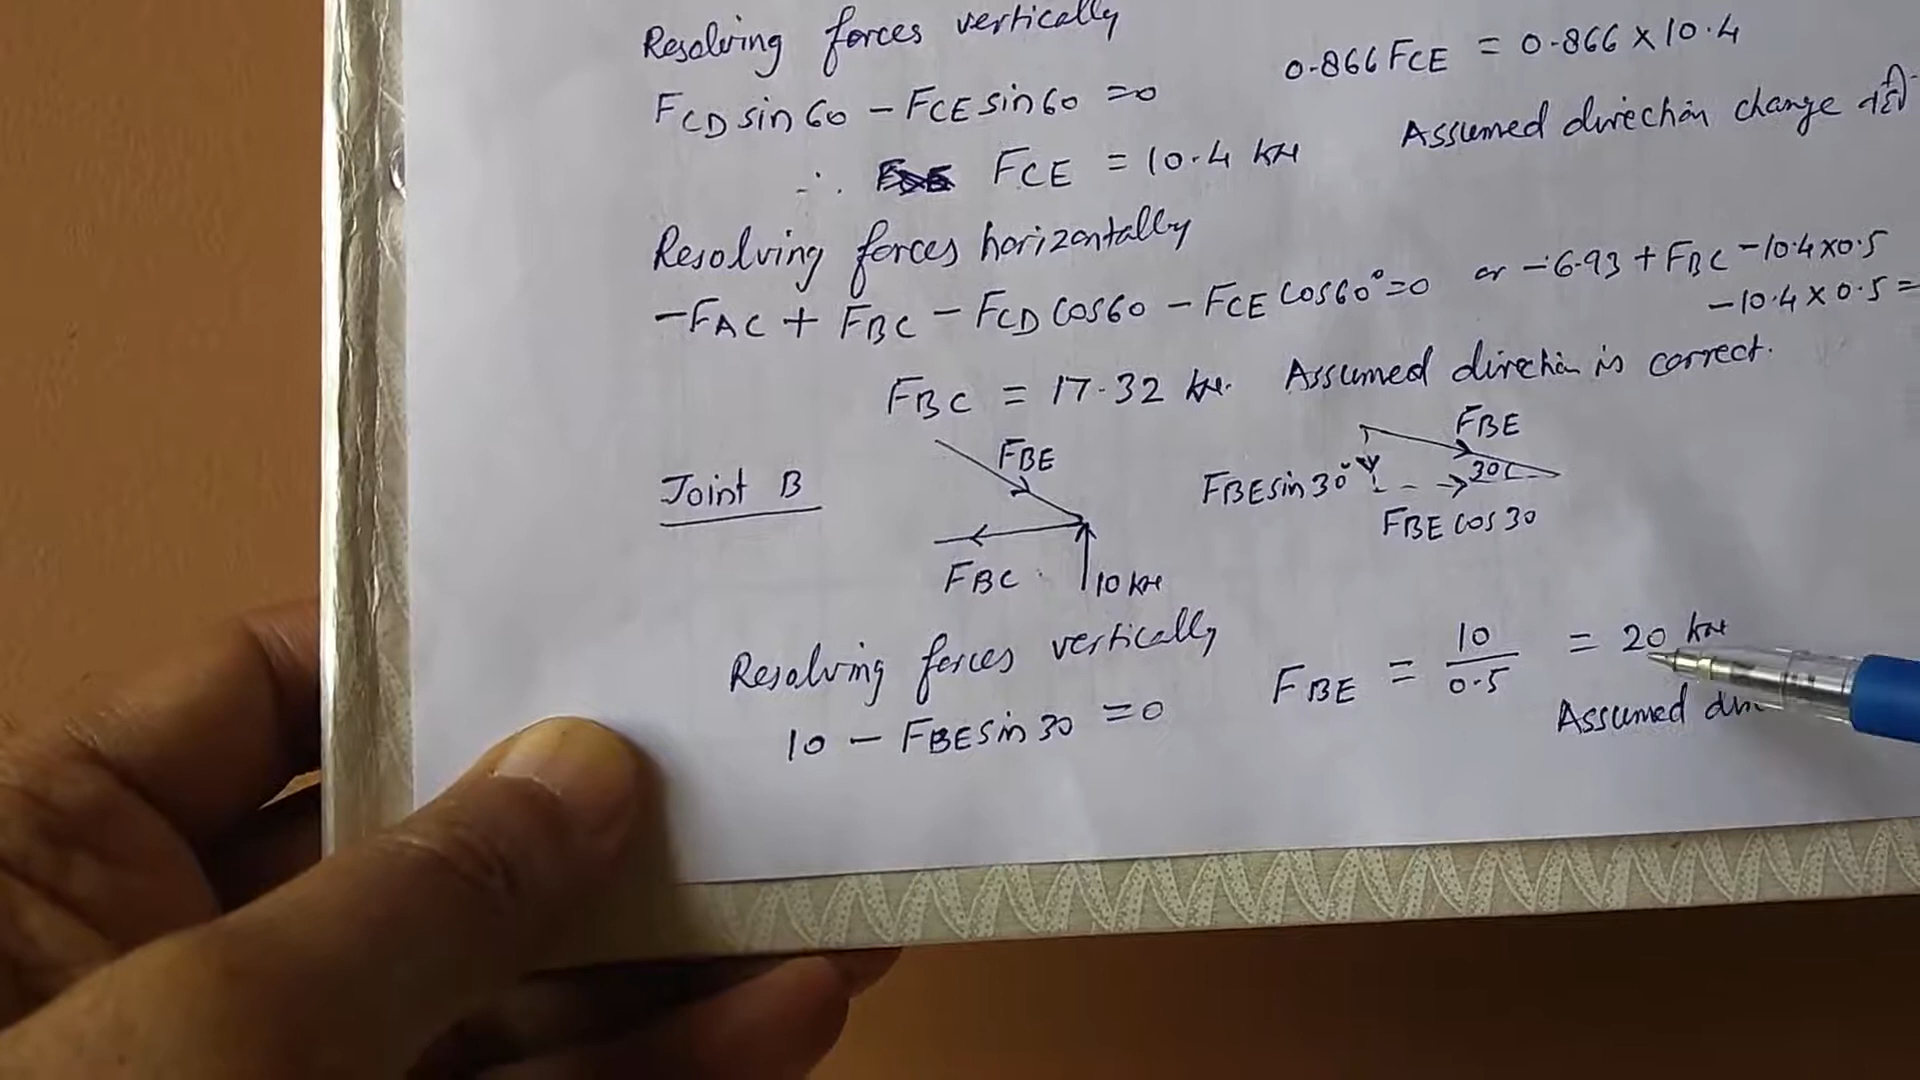 Resolving forces vertically
0.866 FCE = 0.866 × 10.4
FCD sin 60 - FCE sin 60 = 0
Assumed direction change
∴ FCE = 10.4 kN
Resolving forces horizontally
-FAC + FBC - FCD cos 60 - FCE cos 60° = 0
or -6.93 + FBC - 10.4 × 0.5
- 10.4 × 0.5 =
FBC = 17.32 kN. Assumed direction is correct.
Joint B
FBE
FBC
10 kN
FBE
30
FBE sin 30°
FBE cos 30
Resolving forces vertically
10 - FBE sin 30 = 0
FBE = 10/0.5 = 20 kN
Assumed